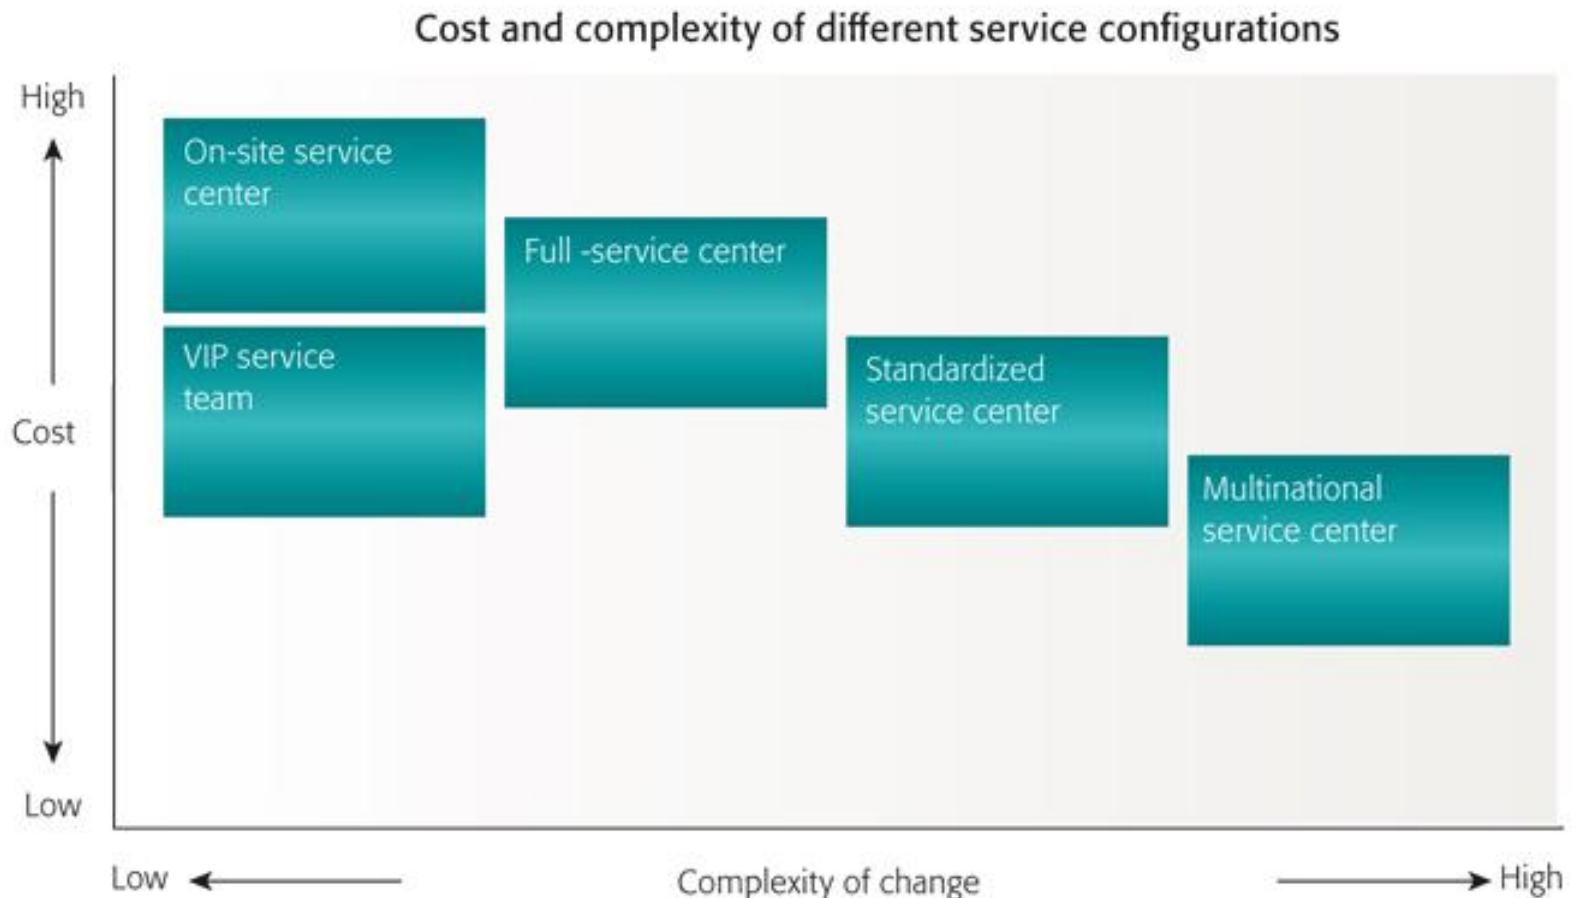 Cost and complexity of different service configurations
High
On-site service
center
Full -service center
VIP service
team
Standardized
service center
Cost
Multinational
service center
Low
Low
Complexity of change
High